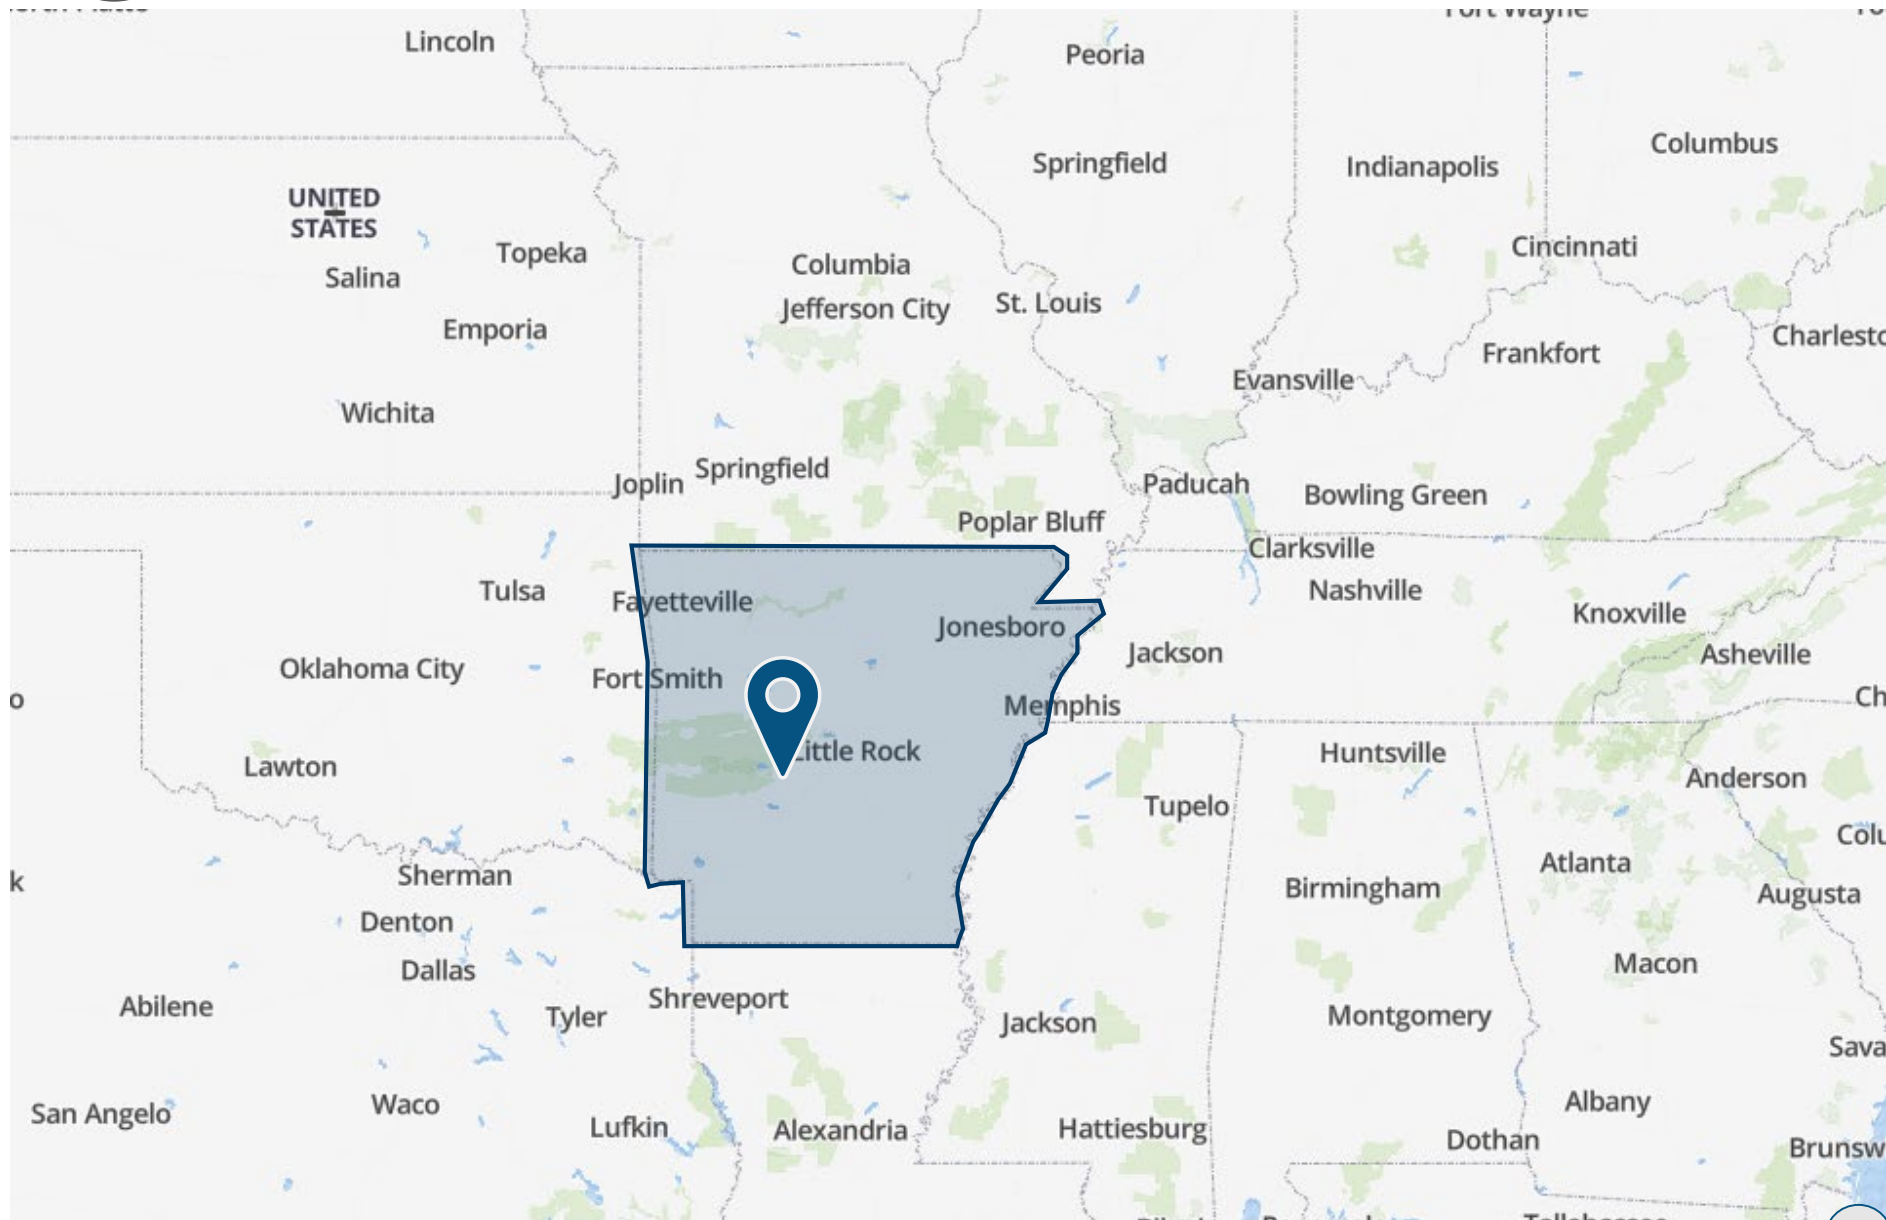 Lincoln
Fort Wayne
Peoria
Columbus
Springfield
Indianapolis
UNITED
STATES
Topeka
Cincinnati
Columbia
Salina
Jefferson City
St. Louis
Emporia
Frankfort
Evansville
Wichita
Springfield
Joplin
Paducah
Bowling Green
Poplar Bluff
Clarksville
Tulsa
Nashville
Fayetteville
Knoxville
Jonesboro
Jackson
Asheville
Oklahoma City
Fort Smith
Memphis
Little Rock
Huntsville
Lawton
Anderson
Tupelo
Atlanta
Sherman
Birmingham
Augusta
Denton
Macon
Dallas
Shreveport
Abilene
Tyler
Jackson
Montgomery
Albany
Waco
San Angelo
Lufkin
Alexandria
Hattiesburg
Dothan